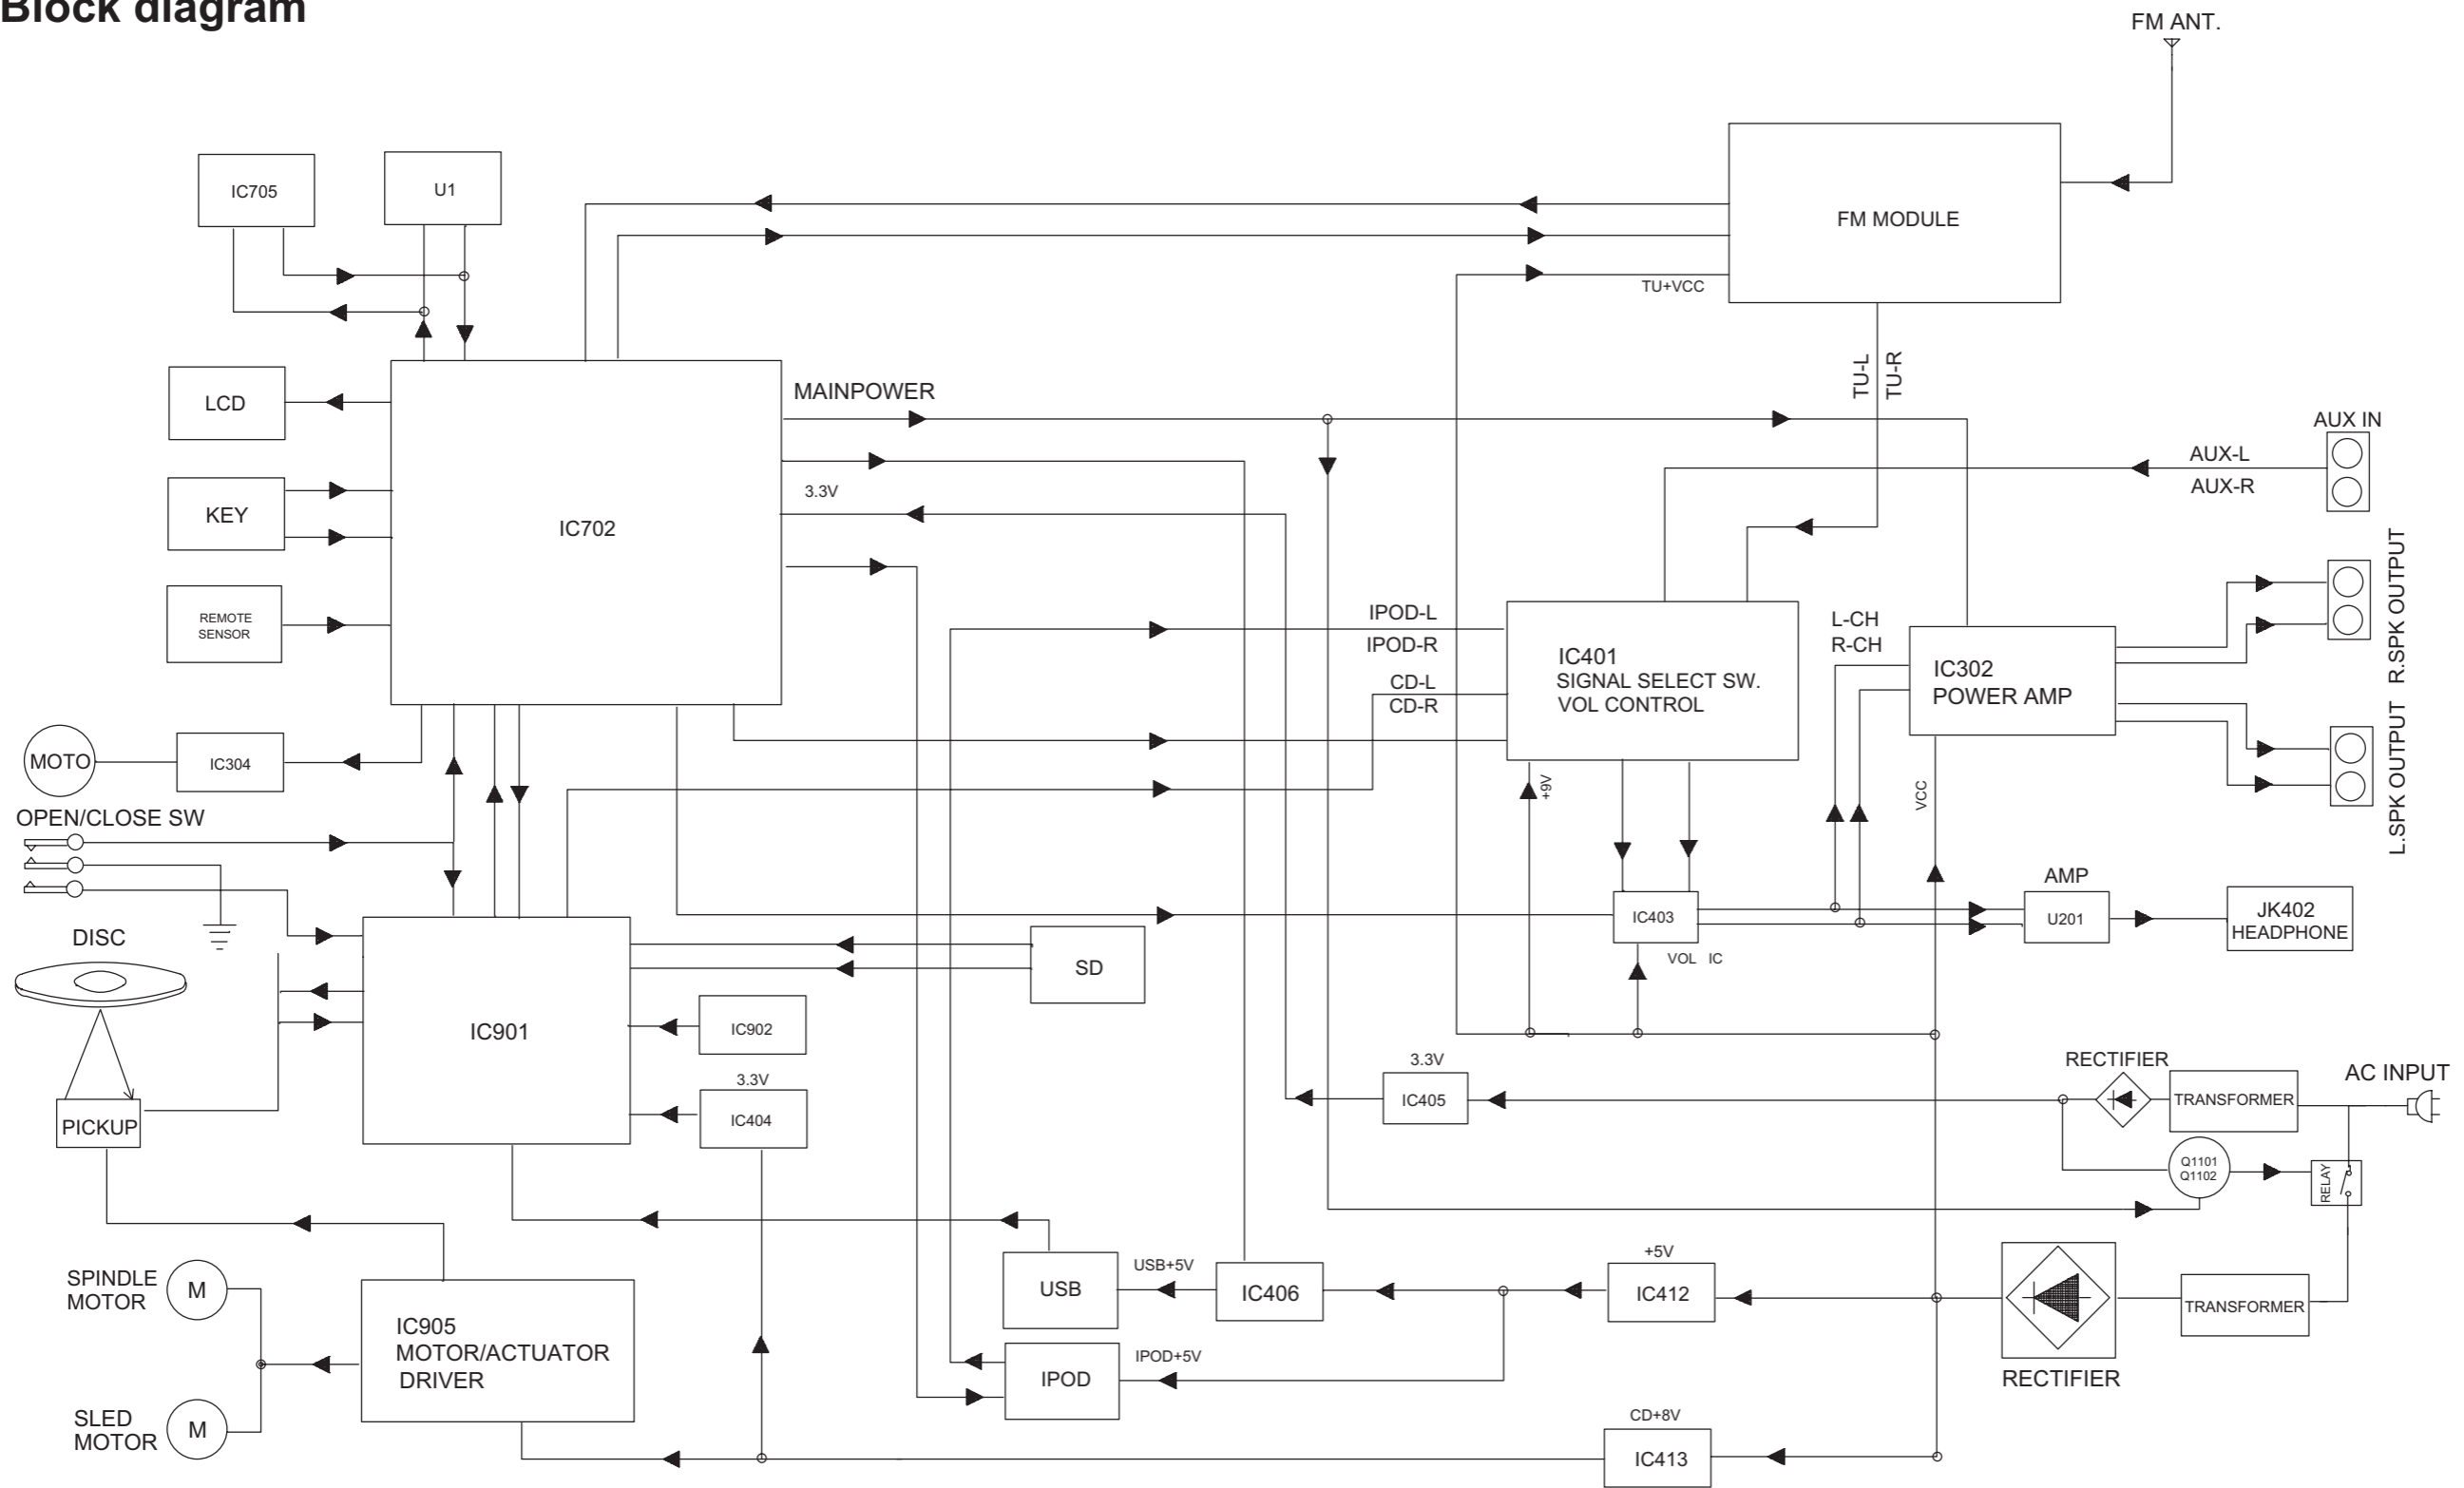 Block diagram
FM ANT.
IC705
U1
FM MODULE
TU+VCC
LCD
MAINPOWER
TU-L
TU-R
AUX IN
AUX-L
AUX-R
KEY
3.3V
IC702
REMOTE
SENSOR
IPOD-L
IPOD-R
CD-L
CD-R
IC401
SIGNAL SELECT SW.
VOL CONTROL
L-CH
R-CH
IC302
POWER AMP
R.SPK OUTPUT
L.SPK OUTPUT
MOTO
IC304
+9V
VCC
OPEN/CLOSE SW
AMP
IC403
U201
JK402
HEADPHONE
VOL IC
DISC
SD
IC901
IC902
3.3V
IC404
PICKUP
3.3V
IC405
RECTIFIER
TRANSFORMER
AC INPUT
Q1101
Q1102
RELAY
USB
USB+5V
IC406
+5V
IC412
TRANSFORMER
RECTIFIER
SPINDLE
MOTOR
M
IC905
MOTOR/ACTUATOR
DRIVER
IPOD
IPOD+5V
SLED
MOTOR
M
CD+8V
IC413